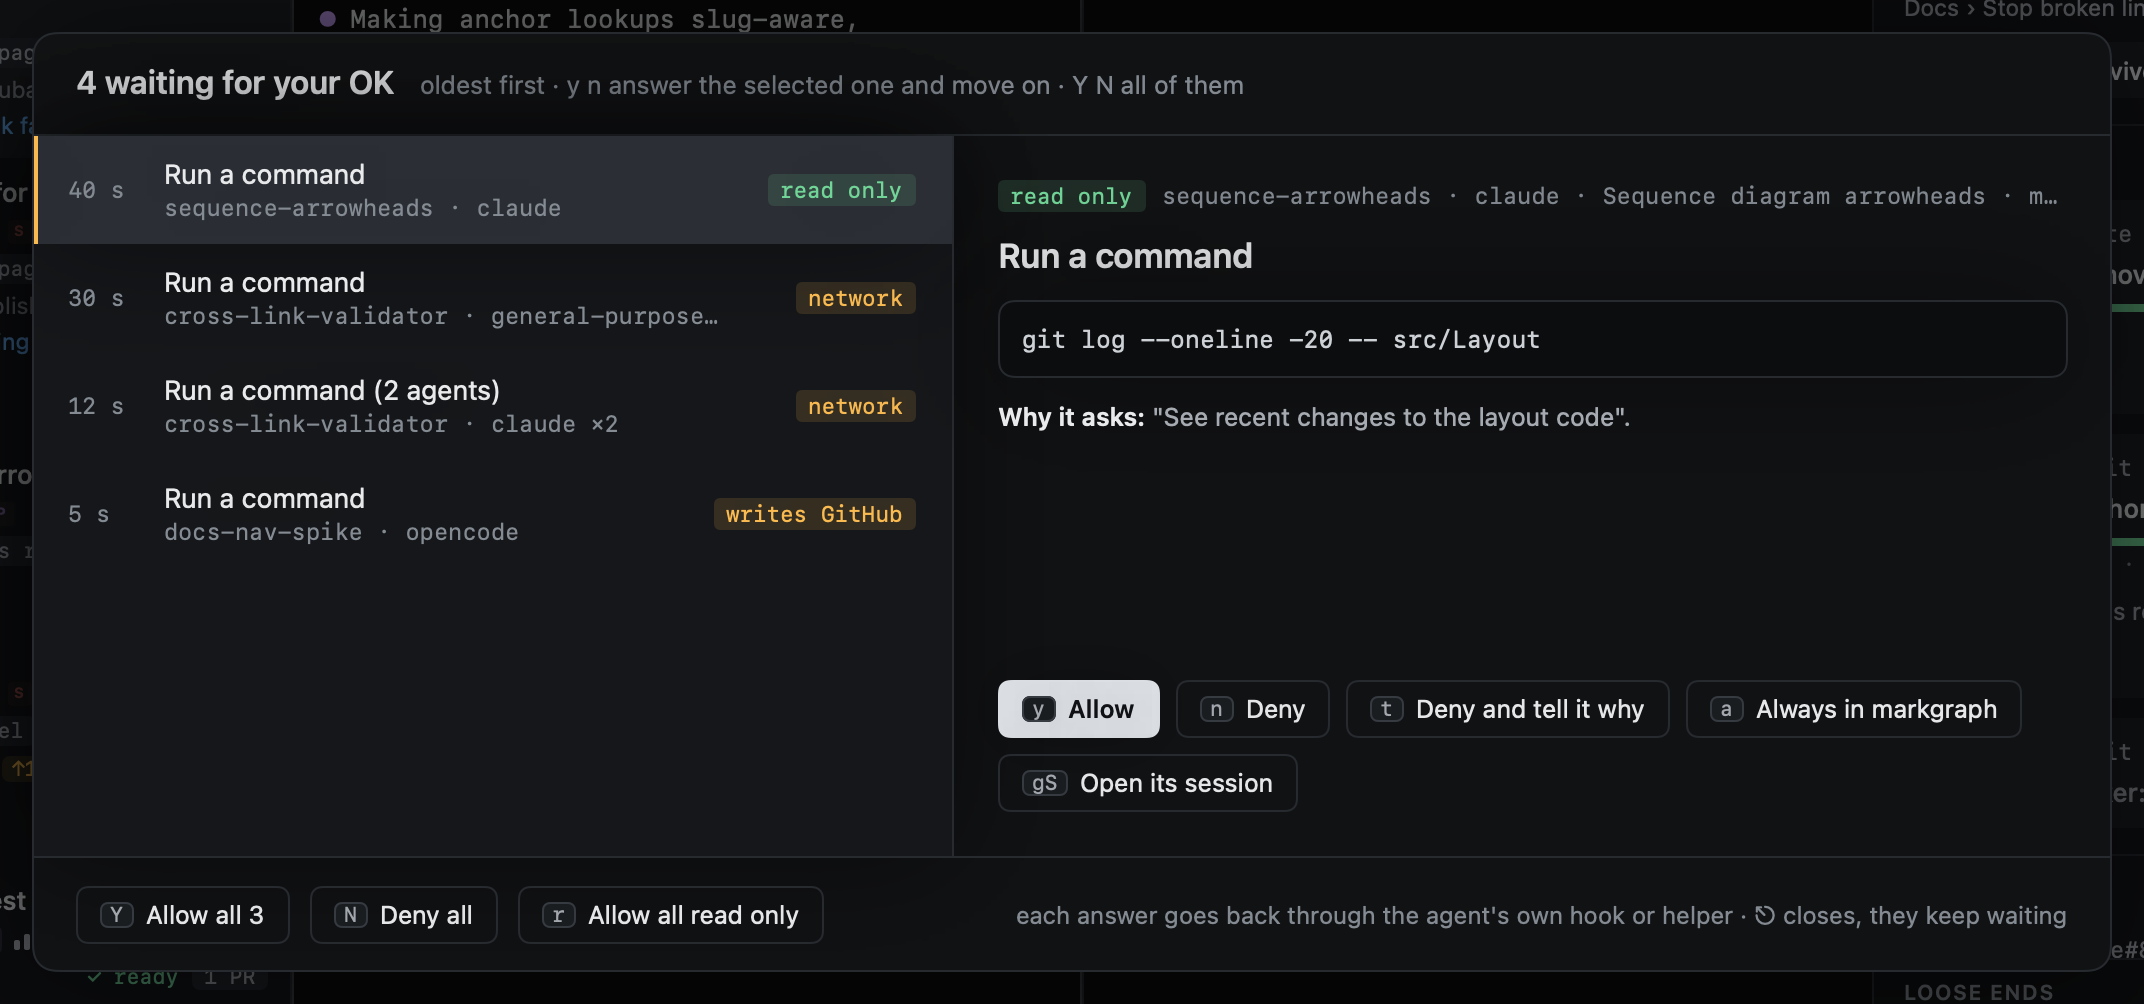 Making anchor lookups slug-aware,
Docs › Stop broken lin
4 waiting for your OK
oldest first · y n answer the selected one and move on · Y N all of them
40 s
Run a command
sequence-arrowheads · claude
read only
30 s
Run a command
cross-link-validator · general-purpose…
network
12 s
Run a command (2 agents)
cross-link-validator · claude ×2
network
5 s
Run a command
docs-nav-spike · opencode
writes GitHub
read only sequence-arrowheads · claude · Sequence diagram arrowheads · m…
Run a command
git log --oneline -20 -- src/Layout
Why it asks: "See recent changes to the layout code".
y Allow
n Deny
t Deny and tell it why
a Always in markgraph
gS Open its session
Y Allow all 3
N Deny all
r Allow all read only
each answer goes back through the agent's own hook or helper · ⎋ closes, they keep waiting
✓ ready 1 PR
LOOSE ENDS